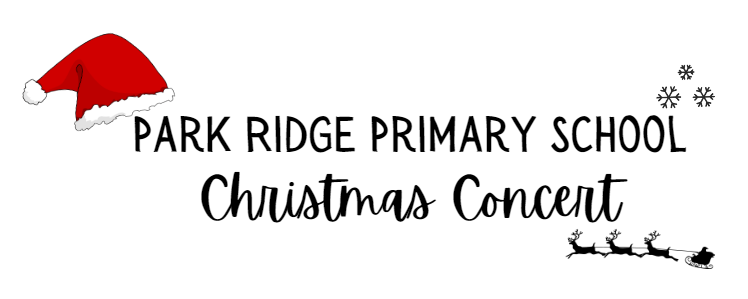 PARK RIDGE PRIMARY SCHOOL
Christmas Concert